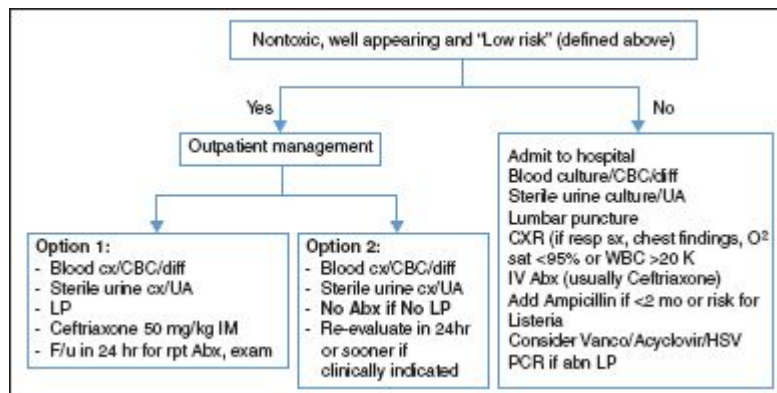 Nontoxic, well appearing and "Low risk" (defined above)
Yes
No
Outpatient management
Option 1:
- Blood cx/CBC/diff
- Sterile urine cx/UA
- LP
- Ceftriaxone 50 mg/kg IM
- F/u in 24 hr for rpt Abx, exam
Option 2:
- Blood cx/CBC/diff
- Sterile urine cx/UA
- No Abx if No LP
- Re-evaluate in 24hr
or sooner if
clinically indicated
Admit to hospital
Blood culture/CBC/diff
Sterile urine culture/UA
Lumbar puncture
CXR (if resp sx, chest findings, O²
sat <95% or WBC >20 K
IV Abx (usually Ceftriaxone)
Add Ampicillin if <2 mo or risk for
Listeria
Consider Vanco/Acyclovir/HSV
PCR if abn LP